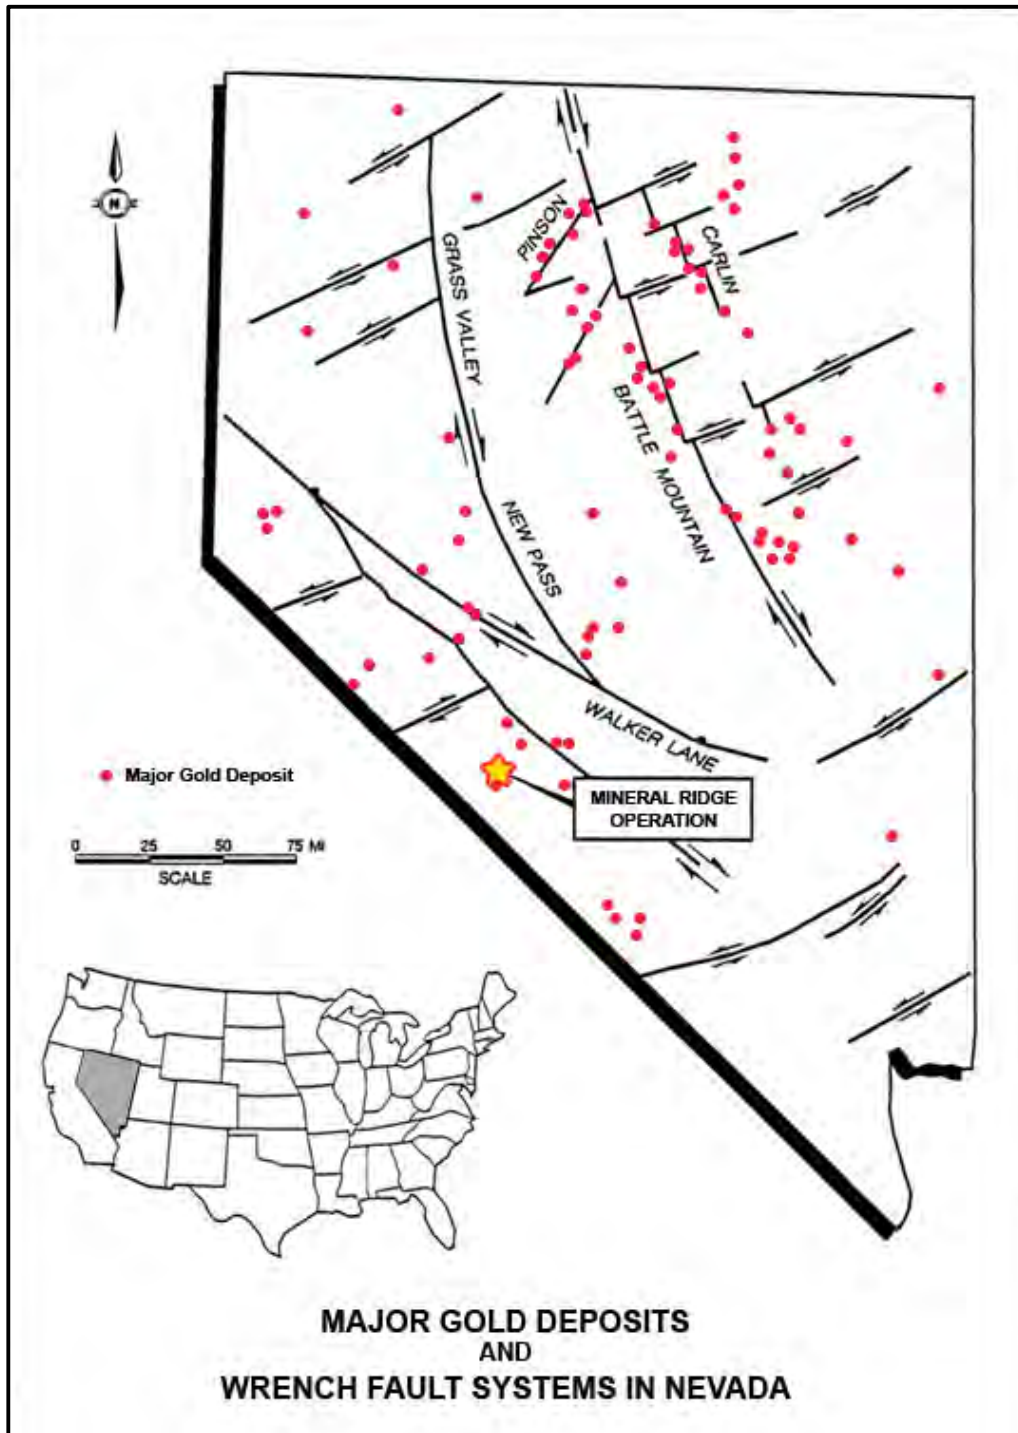 N
PINSON
CARLIN
GRASS VALLEY
BATTLE MOUNTAIN
NEW PASS
WALKER LANE
Major Gold Deposit
MINERAL RIDGE
OPERATION
0 25 50 75 Mi
SCALE
MAJOR GOLD DEPOSITS
AND
WRENCH FAULT SYSTEMS IN NEVADA